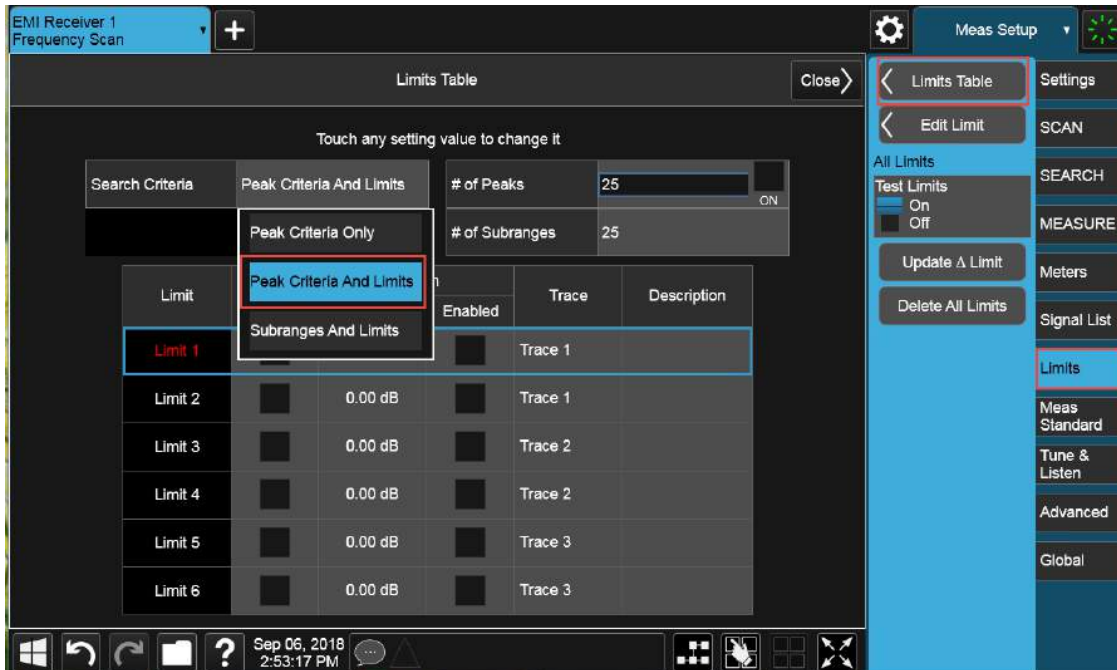 EMI Receiver 1
Frequency Scan
+
Meas Setup
Limits Table
Close
Touch any setting value to change it
Search Criteria
Peak Criteria And Limits
# of Peaks
25
ON
Peak Criteria Only
Peak Criteria And Limits
Subranges And Limits
# of Subranges
25
Limit
n
Enabled
Trace
Description
Limit 1
Trace 1
Limit 2
0.00 dB
Trace 1
Limit 3
0.00 dB
Trace 2
Limit 4
0.00 dB
Trace 2
Limit 5
0.00 dB
Trace 3
Limit 6
0.00 dB
Trace 3
Limits Table
Edit Limit
All Limits
Test Limits
On
Off
Update Δ Limit
Delete All Limits
Settings
SCAN
SEARCH
MEASURE
Meters
Signal List
Limits
Meas
Standard
Tune &
Listen
Advanced
Global
?
Sep 06, 2018
2:53:17 PM